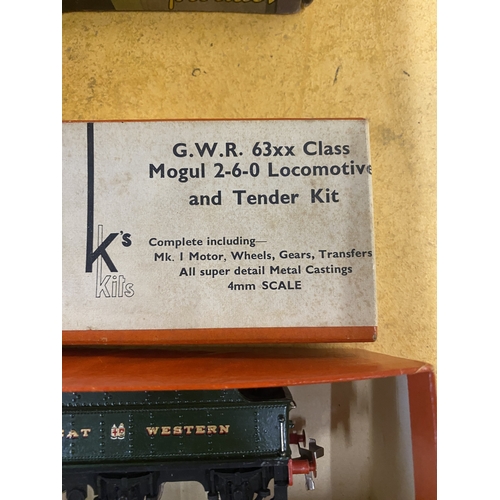 G.W.R. 63xx Class
Mogul 2-6-0 Locomotive
and Tender Kit
K's
Kits
Complete including—
Mk. I Motor, Wheels, Gears, Transfers
All super detail Metal Castings
4mm SCALE
EAT WESTERN